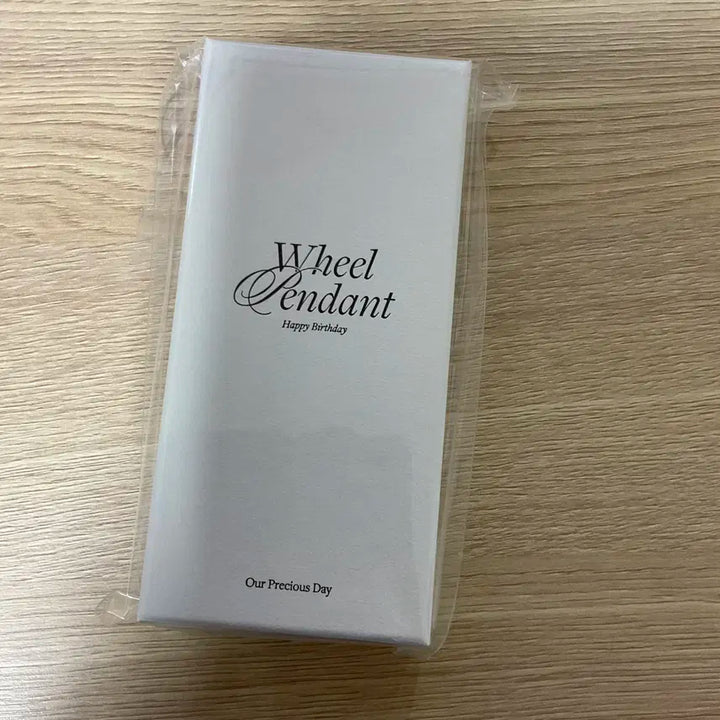 Wheel
Pendant
Happy Birthday
Our Precious Day